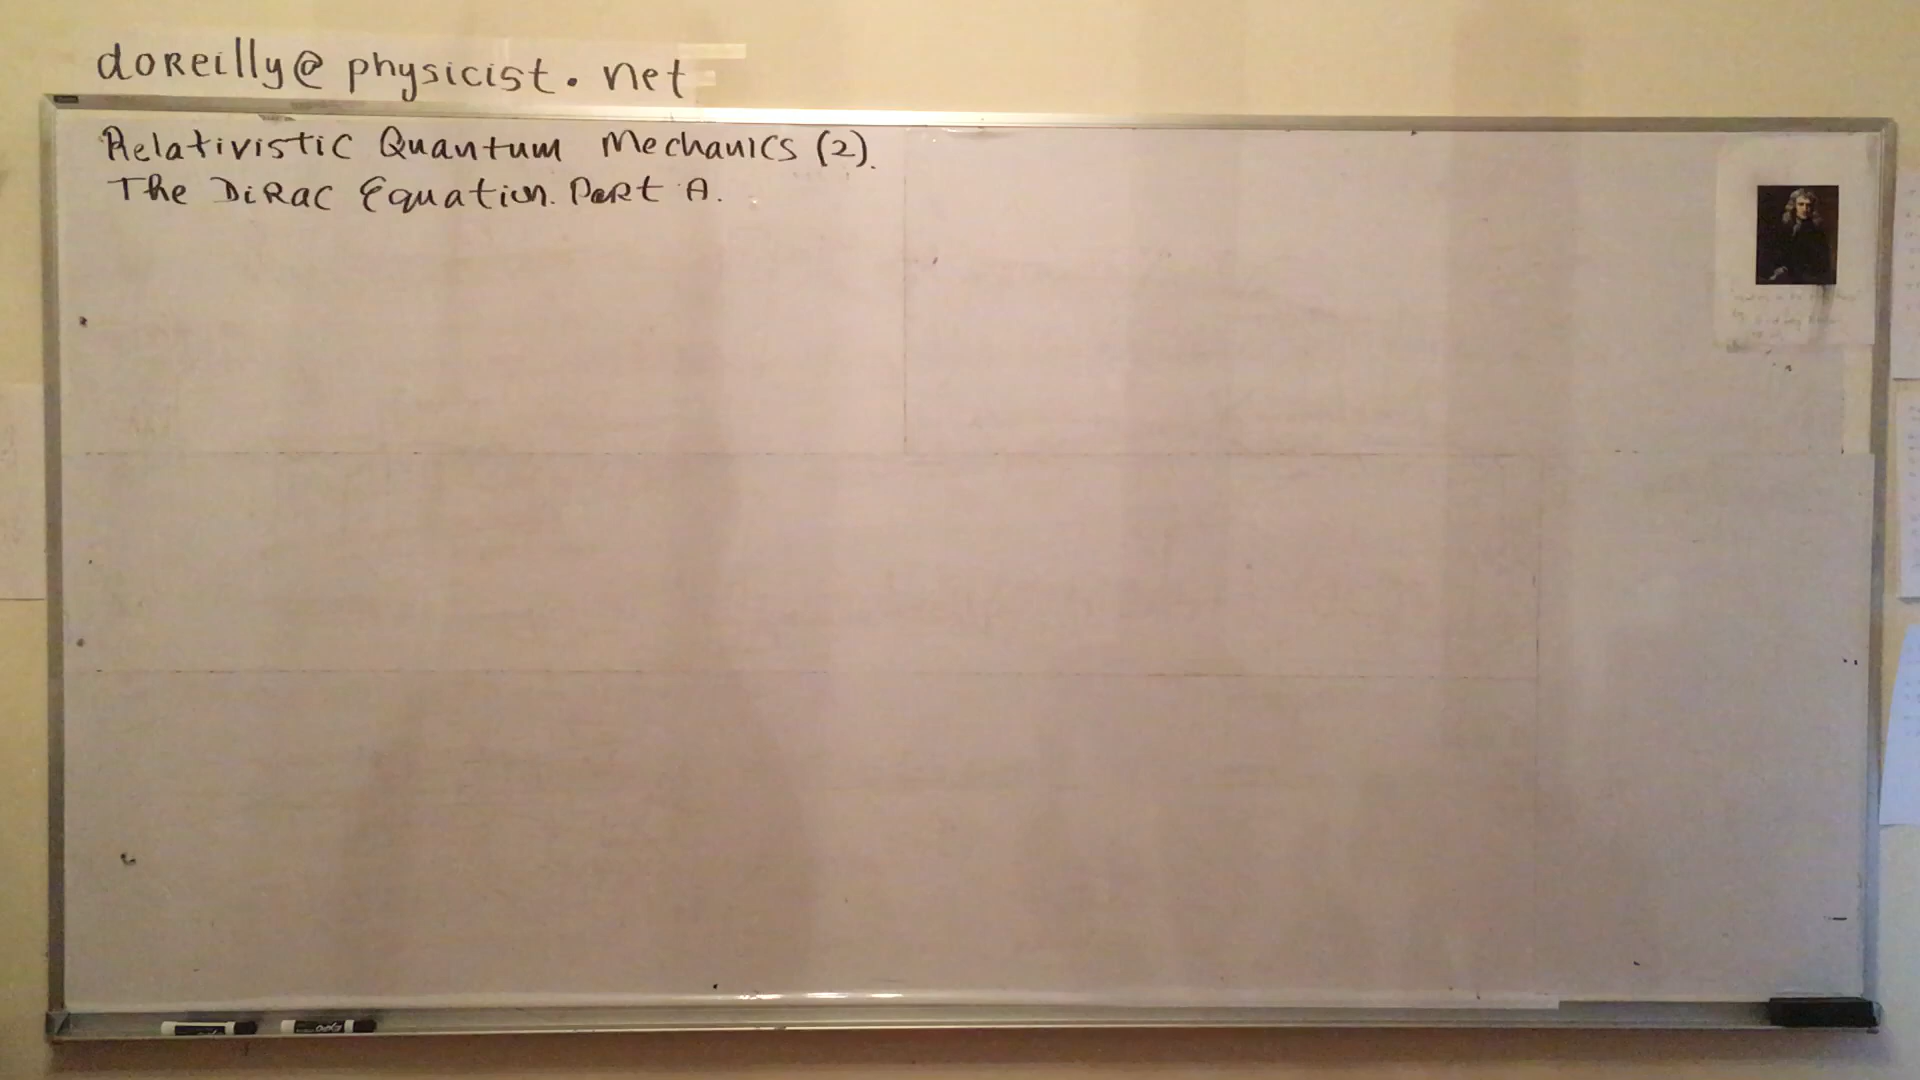 doreilly@physicist.net
Relativistic Quantum Mechanics (2).
The Dirac Equation. Part A.